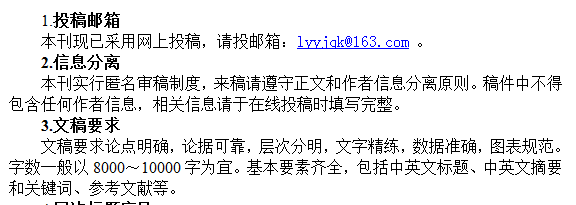 1.投稿邮箱
本刊现已采用网上投稿，请投邮箱：lyyjqk@163.com 。
2.信息分离
本刊实行匿名审稿制度，来稿请遵守正文和作者信息分离原则。稿件中不得
包含任何作者信息，相关信息请于在线投稿时填写完整。
3.文稿要求
文稿要求论点明确，论据可靠，层次分明，文字精练，数据准确，图表规范。
字数一般以 8000～10000 字为宜。基本要素齐全，包括中英文标题、中英文摘要
和关键词、参考文献等。